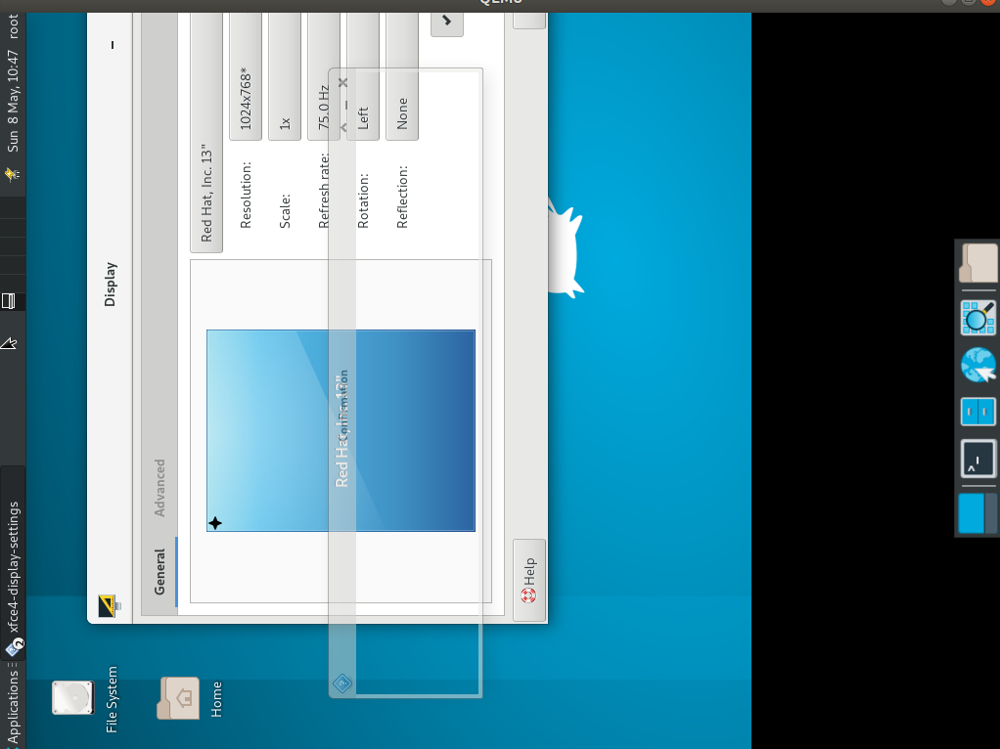 QEMU
Applications
xfce4-display-settings
2
Sun 8 May, 10:47
root
Display
General
Advanced
Red Hat, Inc. 13"
Resolution:
1024x768*
Scale:
1x
Refresh rate:
75.0 Hz
Rotation:
Left
Reflection:
None
Confirmation
Red Hat, Inc. 13"
Help
File System
Home